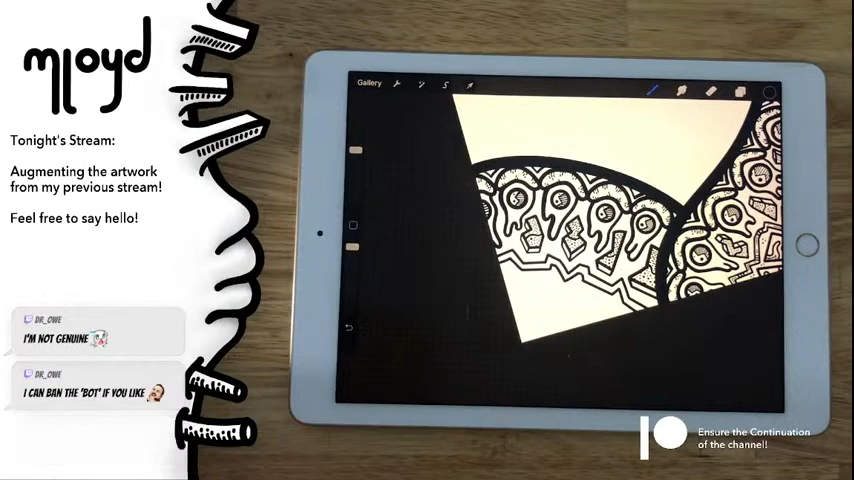 mloyd
Tonight's Stream:
Augmenting the artwork
from my previous stream!
Feel free to say hello!
DR_OWE
I'M NOT GENUINE
DR_OWE
I CAN BAN THE 'BOT' IF YOU LIKE
Gallery
Ensure the Continuation
of the channel!